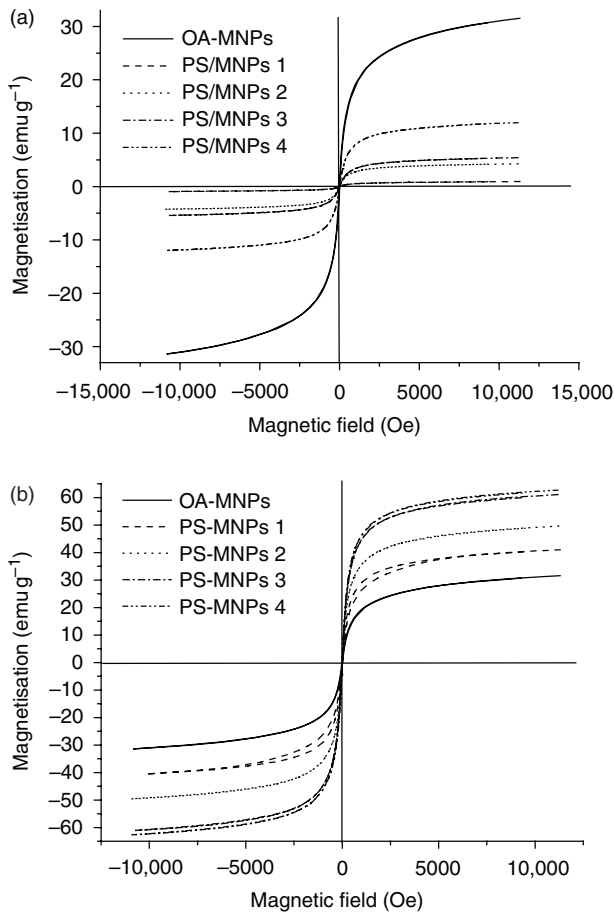 (a)
OA-MNPs
PS/MNPs 1
PS/MNPs 2
PS/MNPs 3
PS/MNPs 4
Magnetisation (emug⁻¹)
30
20
10
0
−10
−20
−30
−15,000 −10,000 −5000 0 5000 10,000 15,000
Magnetic field (Oe)
(b)
OA-MNPs
PS-MNPs 1
PS-MNPs 2
PS-MNPs 3
PS-MNPs 4
Magnetisation (emug⁻¹)
60
50
40
30
20
10
0
−10
−20
−30
−40
−50
−60
−10,000 −5000 0 5000 10,000
Magnetic field (Oe)